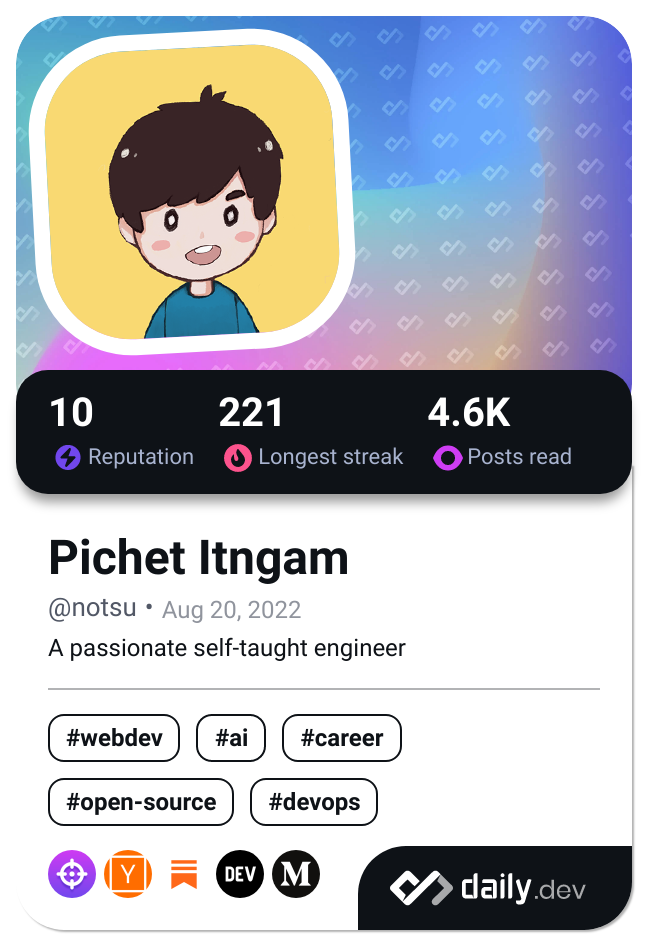 10 221 4.6K
Reputation Longest streak Posts read
Pichet Itngam
@notsu • Aug 20, 2022
A passionate self-taught engineer
#webdev #ai #career
#open-source #devops
Y DEV M
daily.dev